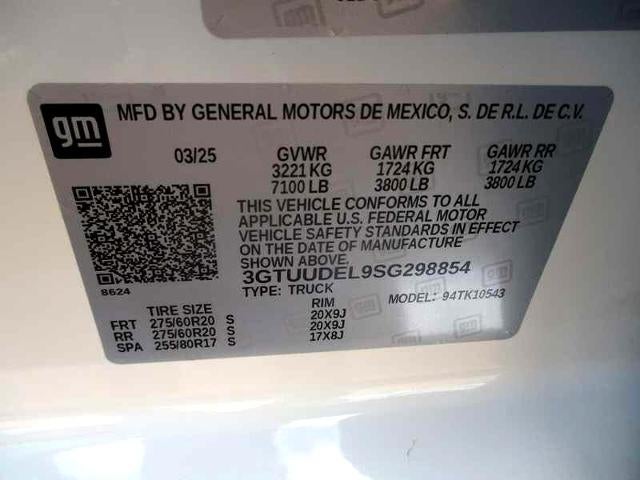 gm
MFD BY GENERAL MOTORS DE MEXICO, S. DE R.L. DE C.V.
03/25 GVWR GAWR FRT GAWR RR
3221 KG 1724 KG 1724 KG
7100 LB 3800 LB 3800 LB
THIS VEHICLE CONFORMS TO ALL
APPLICABLE U.S. FEDERAL MOTOR
VEHICLE SAFETY STANDARDS IN EFFECT
ON THE DATE OF MANUFACTURE
SHOWN ABOVE.
8624 3GTUUDEL9SG298854
TYPE: TRUCK MODEL: 94TK10543
TIRE SIZE RIM
FRT 275/60R20 S 20X9J
RR 275/60R20 S 20X9J
SPA 255/80R17 S 17X8J